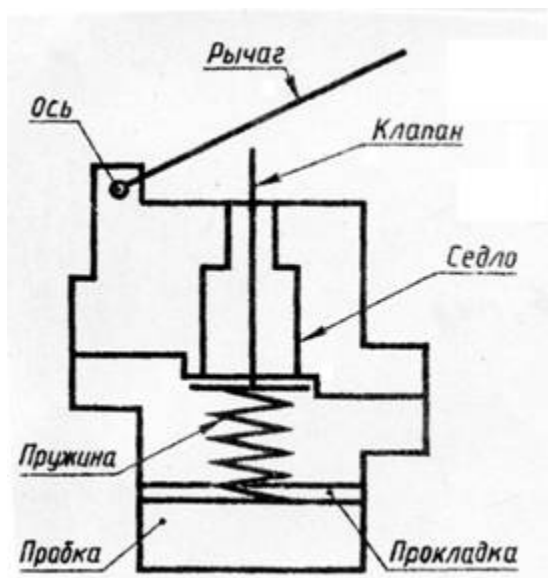 Рычаг
Ось
Клапан
Седло
Пружина
Пробка
Прокладка